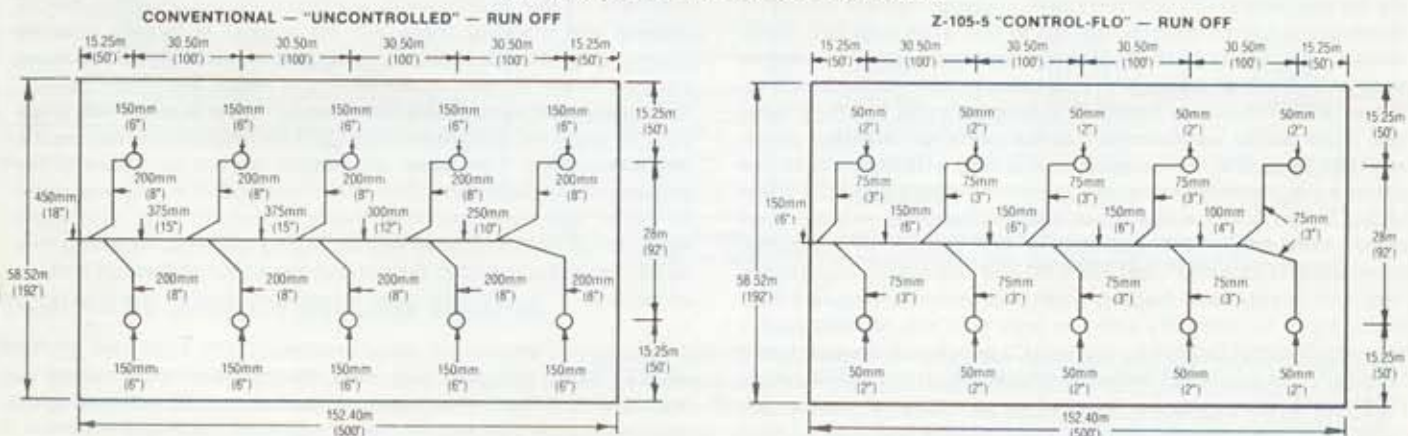 CONVENTIONAL — "UNCONTROLLED" — RUN OFF
15.25m 30.50m 30.50m 30.50m 30.50m 15.25m
(50') (100') (100') (100') (100') (50')
150mm 150mm 150mm 150mm 150mm
(6") (6") (6") (6") (6")
15.25m
(50')
200mm 200mm 200mm 200mm 200mm
(8") (8") (8") (8") (8")
450mm
(18")
375mm 375mm 300mm 250mm
(15") (15") (12") (10")
28m
(92')
58.52m
(192')
200mm 200mm 200mm 200mm 200mm
(8") (8") (8") (8") (8")
15.25m
(50')
150mm 150mm 150mm 150mm 150mm
(6") (6") (6") (6") (6")
152.40m
(500')
Z-105-5 "CONTROL-FLO" — RUN OFF
15.25m 30.50m 30.50m 30.50m 30.50m 15.25m
(50') (100') (100') (100') (100') (50')
50mm 50mm 50mm 50mm 50mm
(2") (2") (2") (2") (2")
15.25m
(50')
75mm 75mm 75mm 75mm
(3") (3") (3") (3")
150mm
(6")
150mm 150mm 150mm 100mm
(6") (6") (6") (4")
75mm
(3")
28m
(92')
58.52m
(192')
75mm 75mm 75mm 75mm
(3") (3") (3") (3")
15.25m
(50')
50mm 50mm 50mm 50mm 50mm
(2") (2") (2") (2") (2")
152.40m
(500')